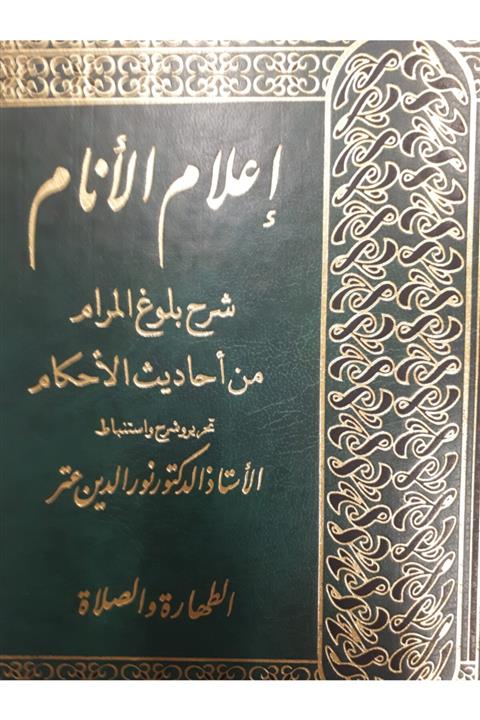 إعلام الأنام
شرح بلوغ المرام
من أحاديث الأحكام
تحرير وشرح واستنباط
الأستاذ الدكتور نور الدين عتر
الطهارة والصلاة